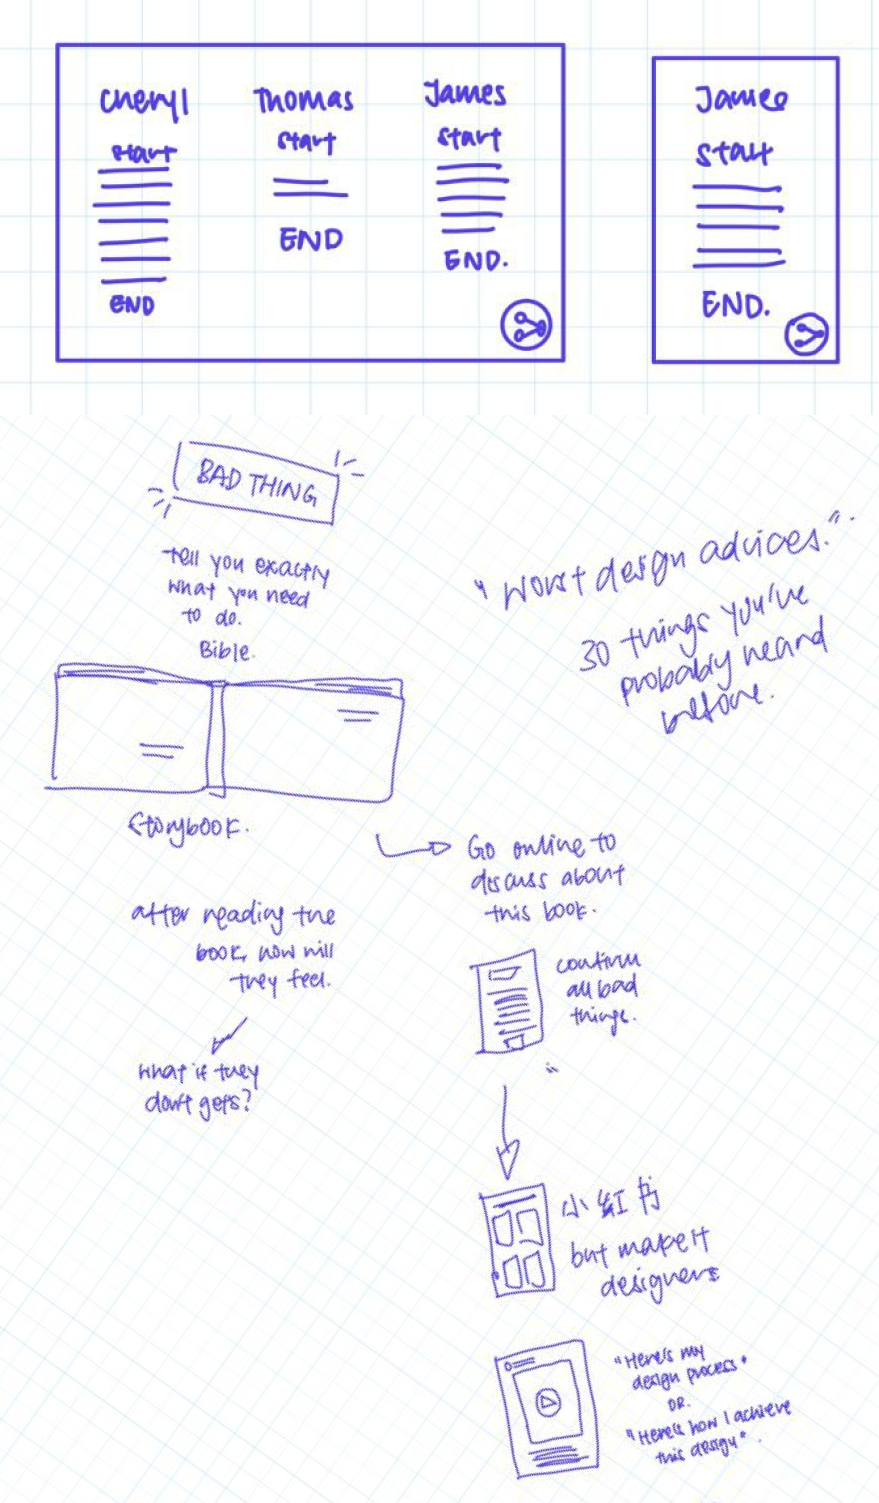 Cheryl
start
END
Thomas
start
END
James
start
END.
James
start
END.
BAD THING
tell you exactly
what you need
to do.
Bible.
Storybook.
after reading the
book, how will
they feel.
what if they
don't gets?
"Worst design advices."
30 things you've
probably heard
before.
Go online to
discuss about
this book.
confirm
all bad
things.
小红书
but make it
designers
"Here's my
design process"
OR.
"Here's how I achieve
this design".